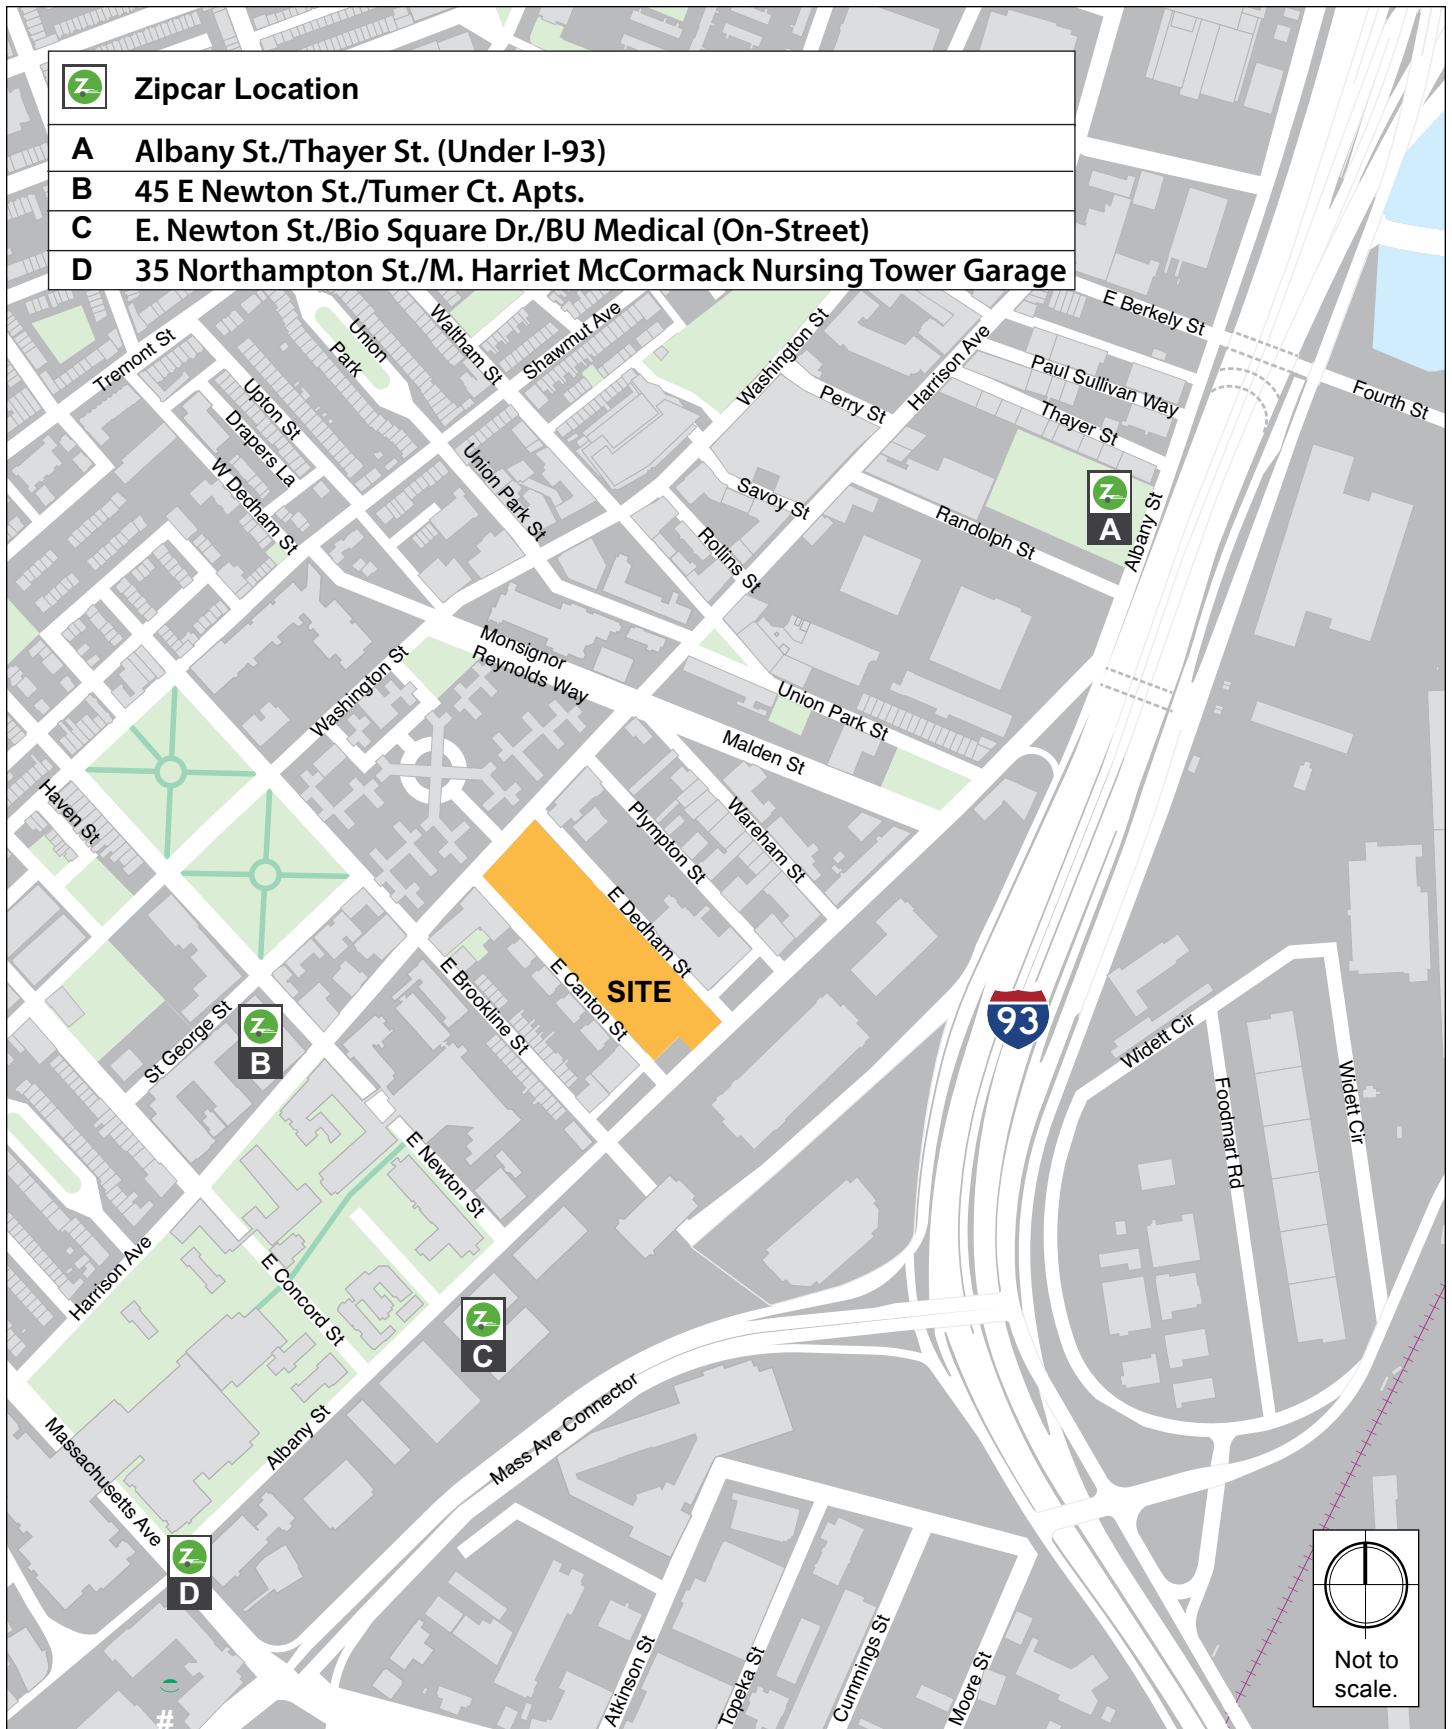 Zipcar Location
A Albany St./Thayer St. (Under I-93)
B 45 E Newton St./Tumer Ct. Apts.
C E. Newton St./Bio Square Dr./BU Medical (On-Street)
D 35 Northampton St./M. Harriet McCormack Nursing Tower Garage
E Berkely St
Tremont St
Union
Park
Waltham St
Shawmut Ave
Washington St
Harrison Ave
Paul Sullivan Way
Fourth St
Perry St
Thayer St
Upton St
Drapers La
W Dedham St
Union Park St
Savoy St
Randolph St
Rollins St
Z
A
Albany St
Monsignor
Reynolds Way
Washington St
Union Park St
Malden St
Haven St
Plympton St
Wareham St
E Dedham St
E Canton St
SITE
E Brookline St
St George St
Z
B
93
Widett Cir
Foodmart Rd
Widett Cir
E Newton St
Harrison Ave
E Concord St
Z
C
Mass Ave Connector
Albany St
Massachusetts Ave
Z
D
Atkinson St
Topeka St
Cummings St
Moore St
Not to
scale.
#